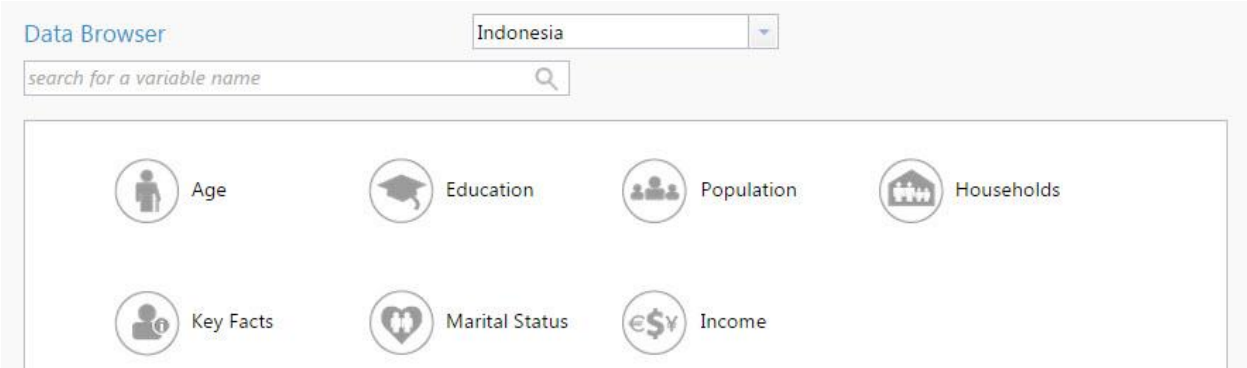 Data Browser
Indonesia
search for a variable name
Age
Education
Population
Households
Key Facts
Marital Status
Income